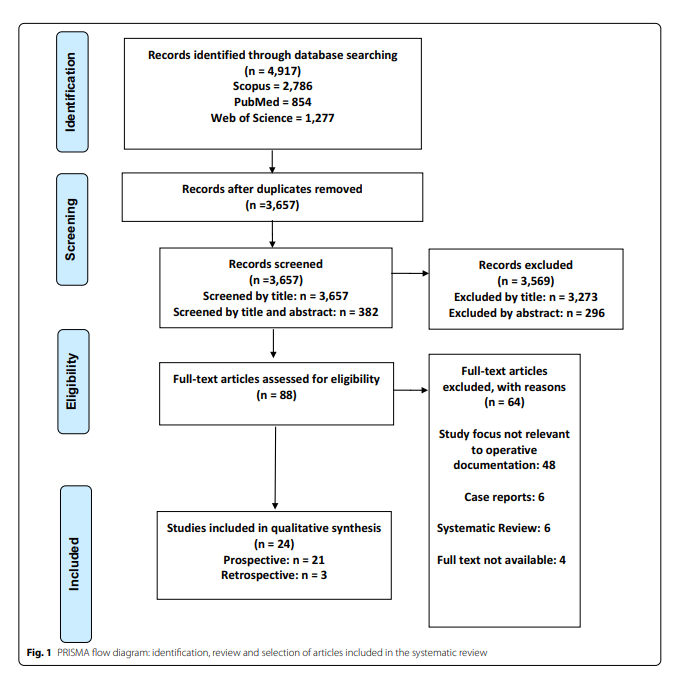 Identification
Records identified through database searching
(n = 4,917)
Scopus = 2,786
PubMed = 854
Web of Science = 1,277
Screening
Records after duplicates removed
(n =3,657)
Records screened
(n =3,657)
Screened by title: n = 3,657
Screened by title and abstract: n = 382
Records excluded
(n = 3,569)
Excluded by title: n = 3,273
Excluded by abstract: n = 296
Eligibility
Full-text articles assessed for eligibility
(n = 88)
Full-text articles
excluded, with reasons
(n = 64)
Study focus not relevant
to operative
documentation: 48
Case reports: 6
Systematic Review: 6
Full text not available: 4
Included
Studies included in qualitative synthesis
(n = 24)
Prospective: n = 21
Retrospective: n = 3
Fig. 1 PRISMA flow diagram: identification, review and selection of articles included in the systematic review